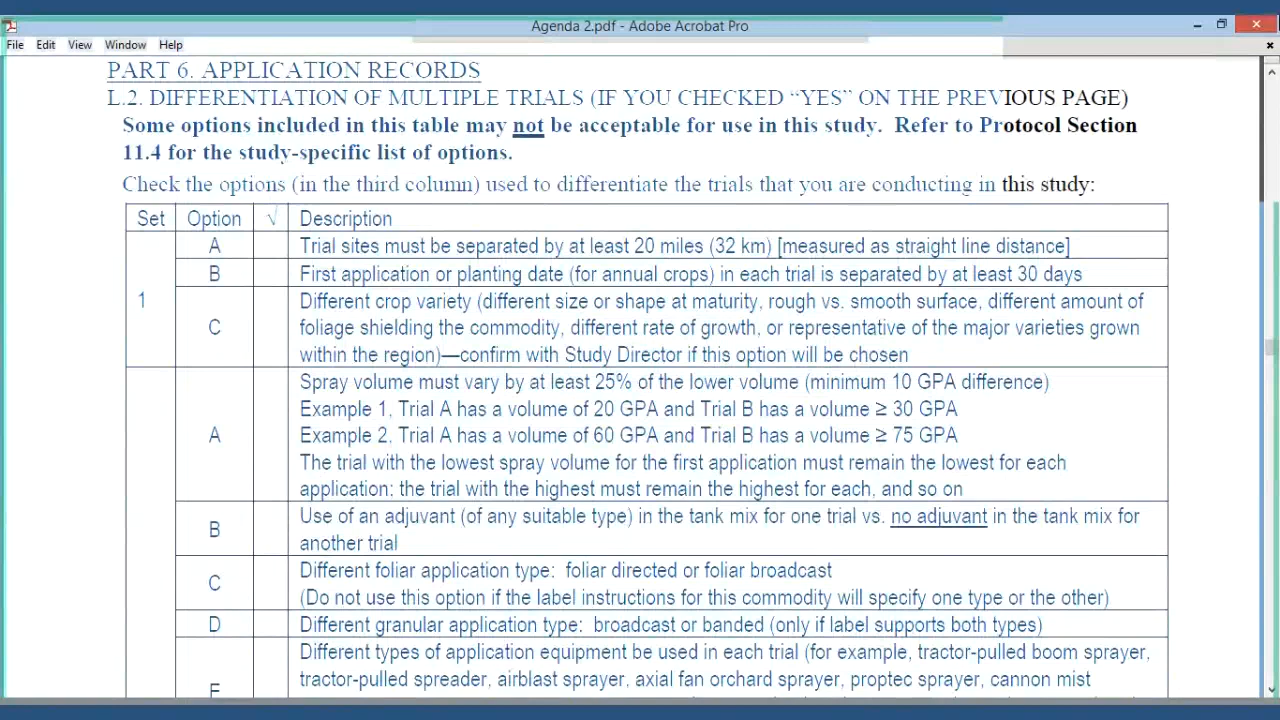 Agenda 2.pdf - Adobe Acrobat Pro
File Edit View Window Help
PART 6. APPLICATION RECORDS
L.2. DIFFERENTIATION OF MULTIPLE TRIALS (IF YOU CHECKED “YES” ON THE PREVIOUS PAGE)
Some options included in this table may not be acceptable for use in this study. Refer to Protocol Section
11.4 for the study-specific list of options.
Check the options (in the third column) used to differentiate the trials that you are conducting in this study:
Set Option √ Description
A Trial sites must be separated by at least 20 miles (32 km) [measured as straight line distance]
B First application or planting date (for annual crops) in each trial is separated by at least 30 days
1
C
Different crop variety (different size or shape at maturity, rough vs. smooth surface, different amount of
foliage shielding the commodity, different rate of growth, or representative of the major varieties grown
within the region)—confirm with Study Director if this option will be chosen
A
Spray volume must vary by at least 25% of the lower volume (minimum 10 GPA difference)
Example 1. Trial A has a volume of 20 GPA and Trial B has a volume ≥ 30 GPA
Example 2. Trial A has a volume of 60 GPA and Trial B has a volume ≥ 75 GPA
The trial with the lowest spray volume for the first application must remain the lowest for each
application; the trial with the highest must remain the highest for each, and so on
B
Use of an adjuvant (of any suitable type) in the tank mix for one trial vs. no adjuvant in the tank mix for
another trial
C
Different foliar application type: foliar directed or foliar broadcast
(Do not use this option if the label instructions for this commodity will specify one type or the other)
D Different granular application type: broadcast or banded (only if label supports both types)
Different types of application equipment be used in each trial (for example, tractor-pulled boom sprayer,
tractor-pulled spreader, airblast sprayer, axial fan orchard sprayer, proptec sprayer, cannon mist